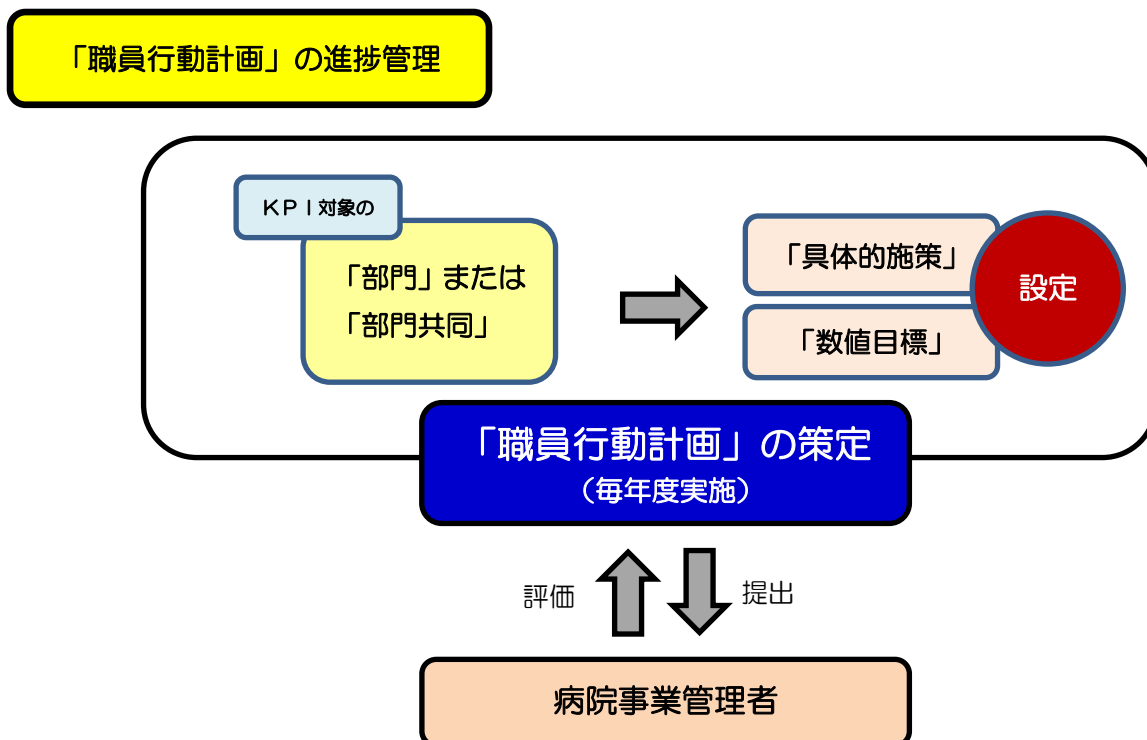 「職員行動計画」の進捗管理
ＫＰＩ対象の
「部門」または
「部門共同」
「具体的施策」
「数値目標」
設定
「職員行動計画」の策定
（毎年度実施）
評価
提出
病院事業管理者